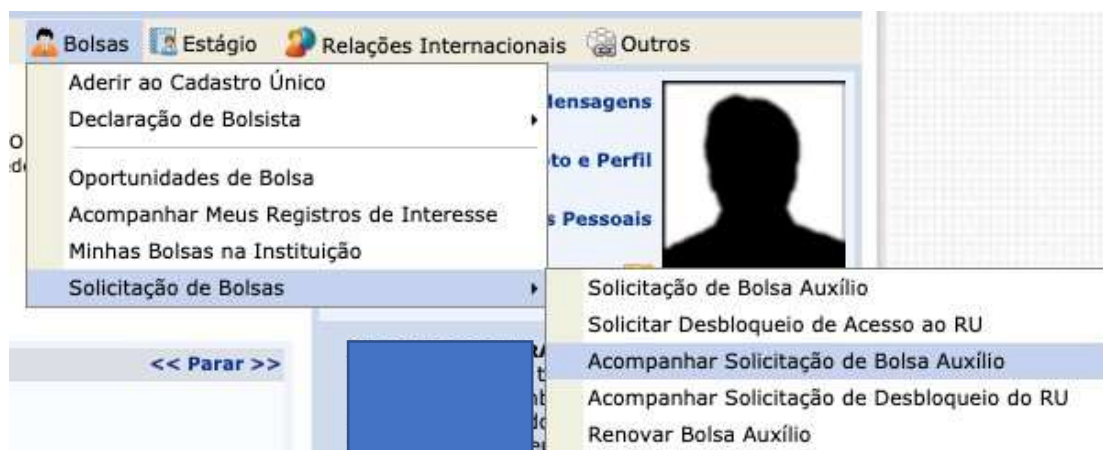 Bolsas Estágio Relações Internacionais Outros
Aderir ao Cadastro Único
Declaração de Bolsista
Oportunidades de Bolsa
Acompanhar Meus Registros de Interesse
Minhas Bolsas na Instituição
Solicitação de Bolsas
to e Perfil
s Pessoais
Solicitação de Bolsa Auxílio
Solicitar Desbloqueio de Acesso ao RU
Acompanhar Solicitação de Bolsa Auxílio
Acompanhar Solicitação de Desbloqueio do RU
Renovar Bolsa Auxílio
<< Parar >>